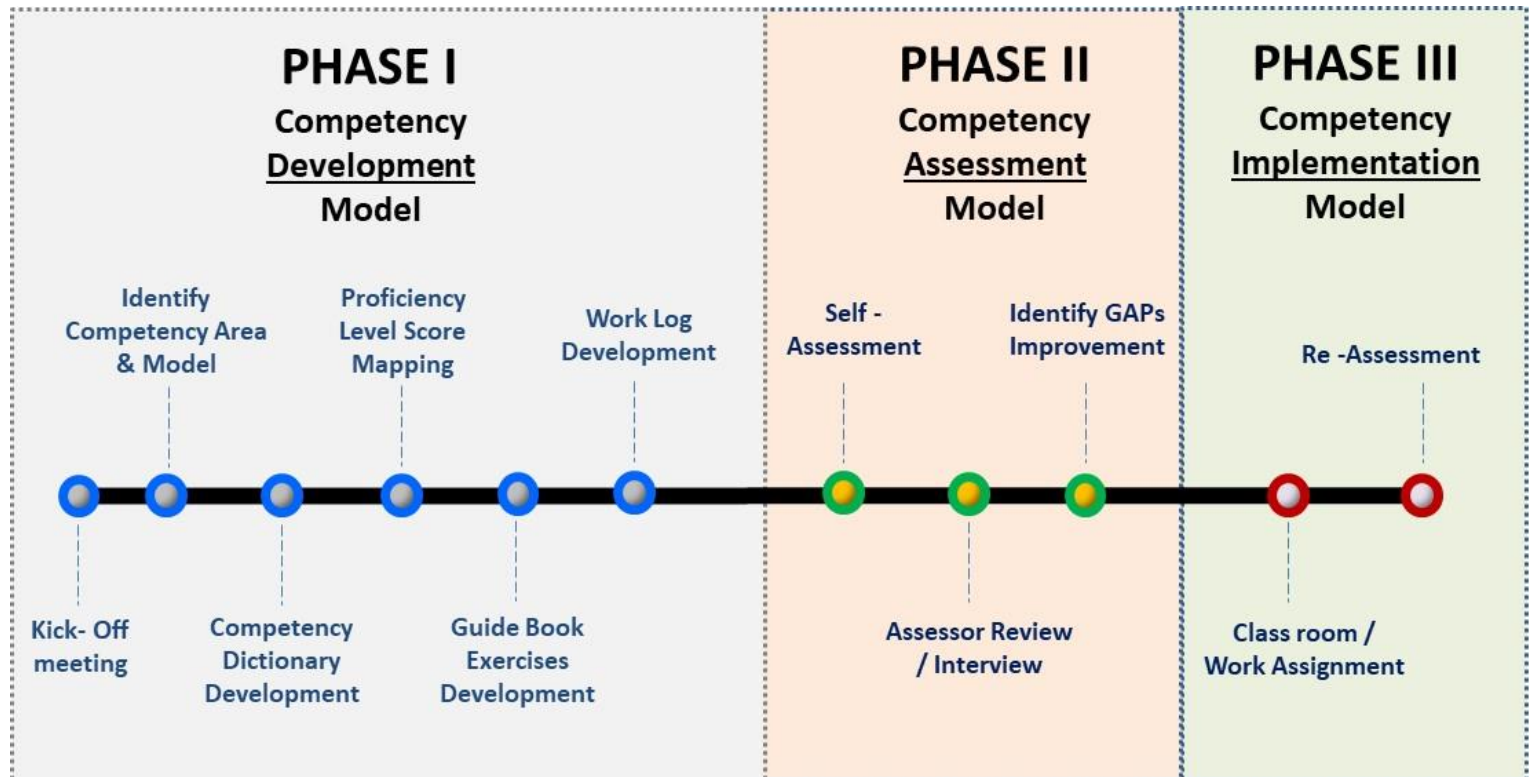 PHASE I
Competency
Development
Model
PHASE II
Competency
Assessment
Model
PHASE III
Competency
Implementation
Model
Identify
Competency Area
& Model
Proficiency
Level Score
Mapping
Work Log
Development
Self -
Assessment
Identify GAPs
Improvement
Re -Assessment
Kick- Off
meeting
Competency
Dictionary
Development
Guide Book
Exercises
Development
Assessor Review
/ Interview
Class room /
Work Assignment